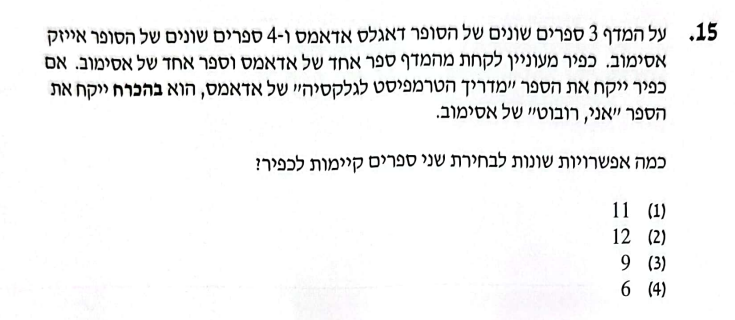 15. על המדף 3 ספרים שונים של הסופר דאגלס אדאמס ו-4 ספרים שונים של הסופר אייזק
אסימוב. כפיר מעוניין לקחת מהמדף ספר אחד של אדאמס וספר אחד של אסימוב. אם
כפיר ייקח את הספר "מדריך הטרמפיסט לגלקסיה" של אדאמס, הוא בהכרח ייקח את
הספר "אני, רובוט" של אסימוב.
כמה אפשרויות שונות לבחירת שני ספרים קיימות לכפיר?
(1) 11
(2) 12
(3) 9
(4) 6